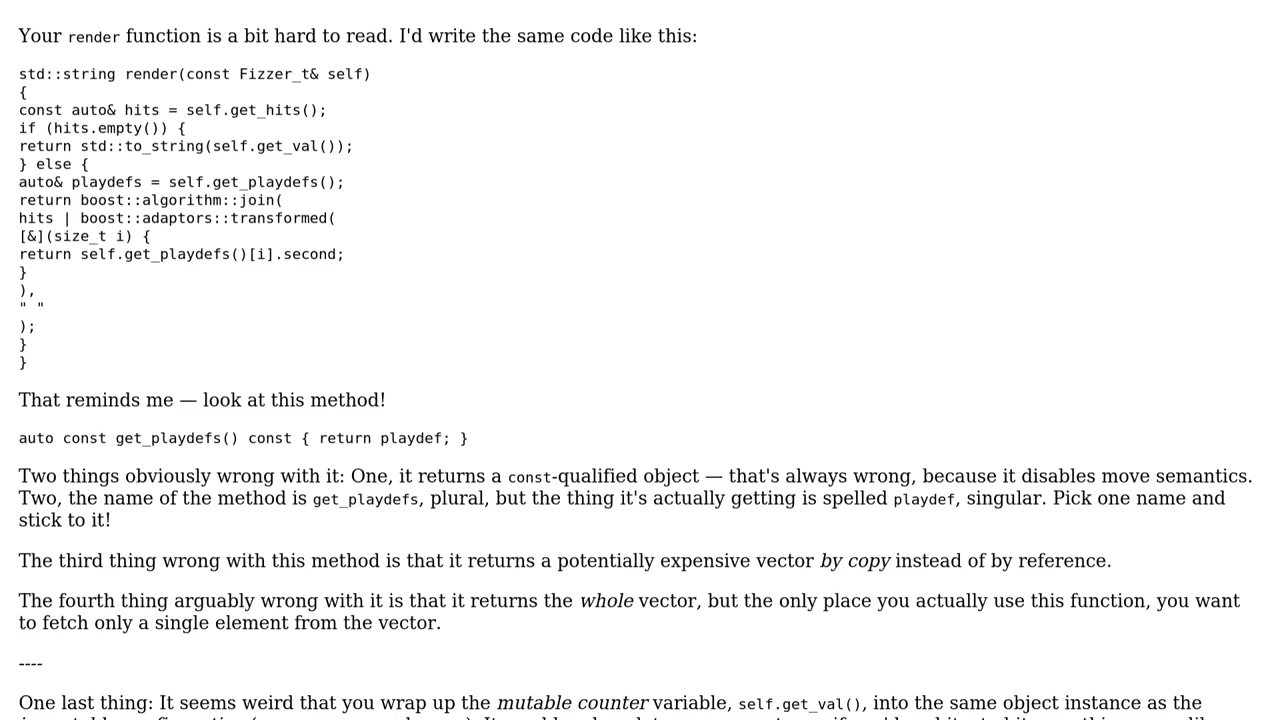 Your render function is a bit hard to read. I'd write the same code like this:
std::string render(const Fizzer_t& self)
{
const auto& hits = self.get_hits();
if (hits.empty()) {
return std::to_string(self.get_val());
} else {
auto& playdefs = self.get_playdefs();
return boost::algorithm::join(
hits | boost::adaptors::transformed(
[&](size_t i) {
return self.get_playdefs()[i].second;
}
),
" "
);
}
}
That reminds me — look at this method!
auto const get_playdefs() const { return playdef; }
Two things obviously wrong with it: One, it returns a const-qualified object — that's always wrong, because it disables move semantics.
Two, the name of the method is get_playdefs, plural, but the thing it's actually getting is spelled playdef, singular. Pick one name and
stick to it!
The third thing wrong with this method is that it returns a potentially expensive vector by copy instead of by reference.
The fourth thing arguably wrong with it is that it returns the whole vector, but the only place you actually use this function, you want
to fetch only a single element from the vector.
----
One last thing: It seems weird that you wrap up the mutable counter variable, self.get_val(), into the same object instance as the